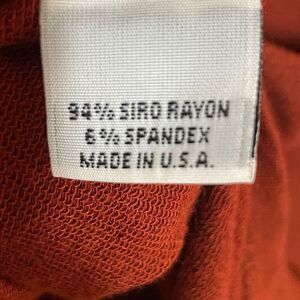 94% SIRO RAYON
6% SPANDEX
MADE IN U.S.A.